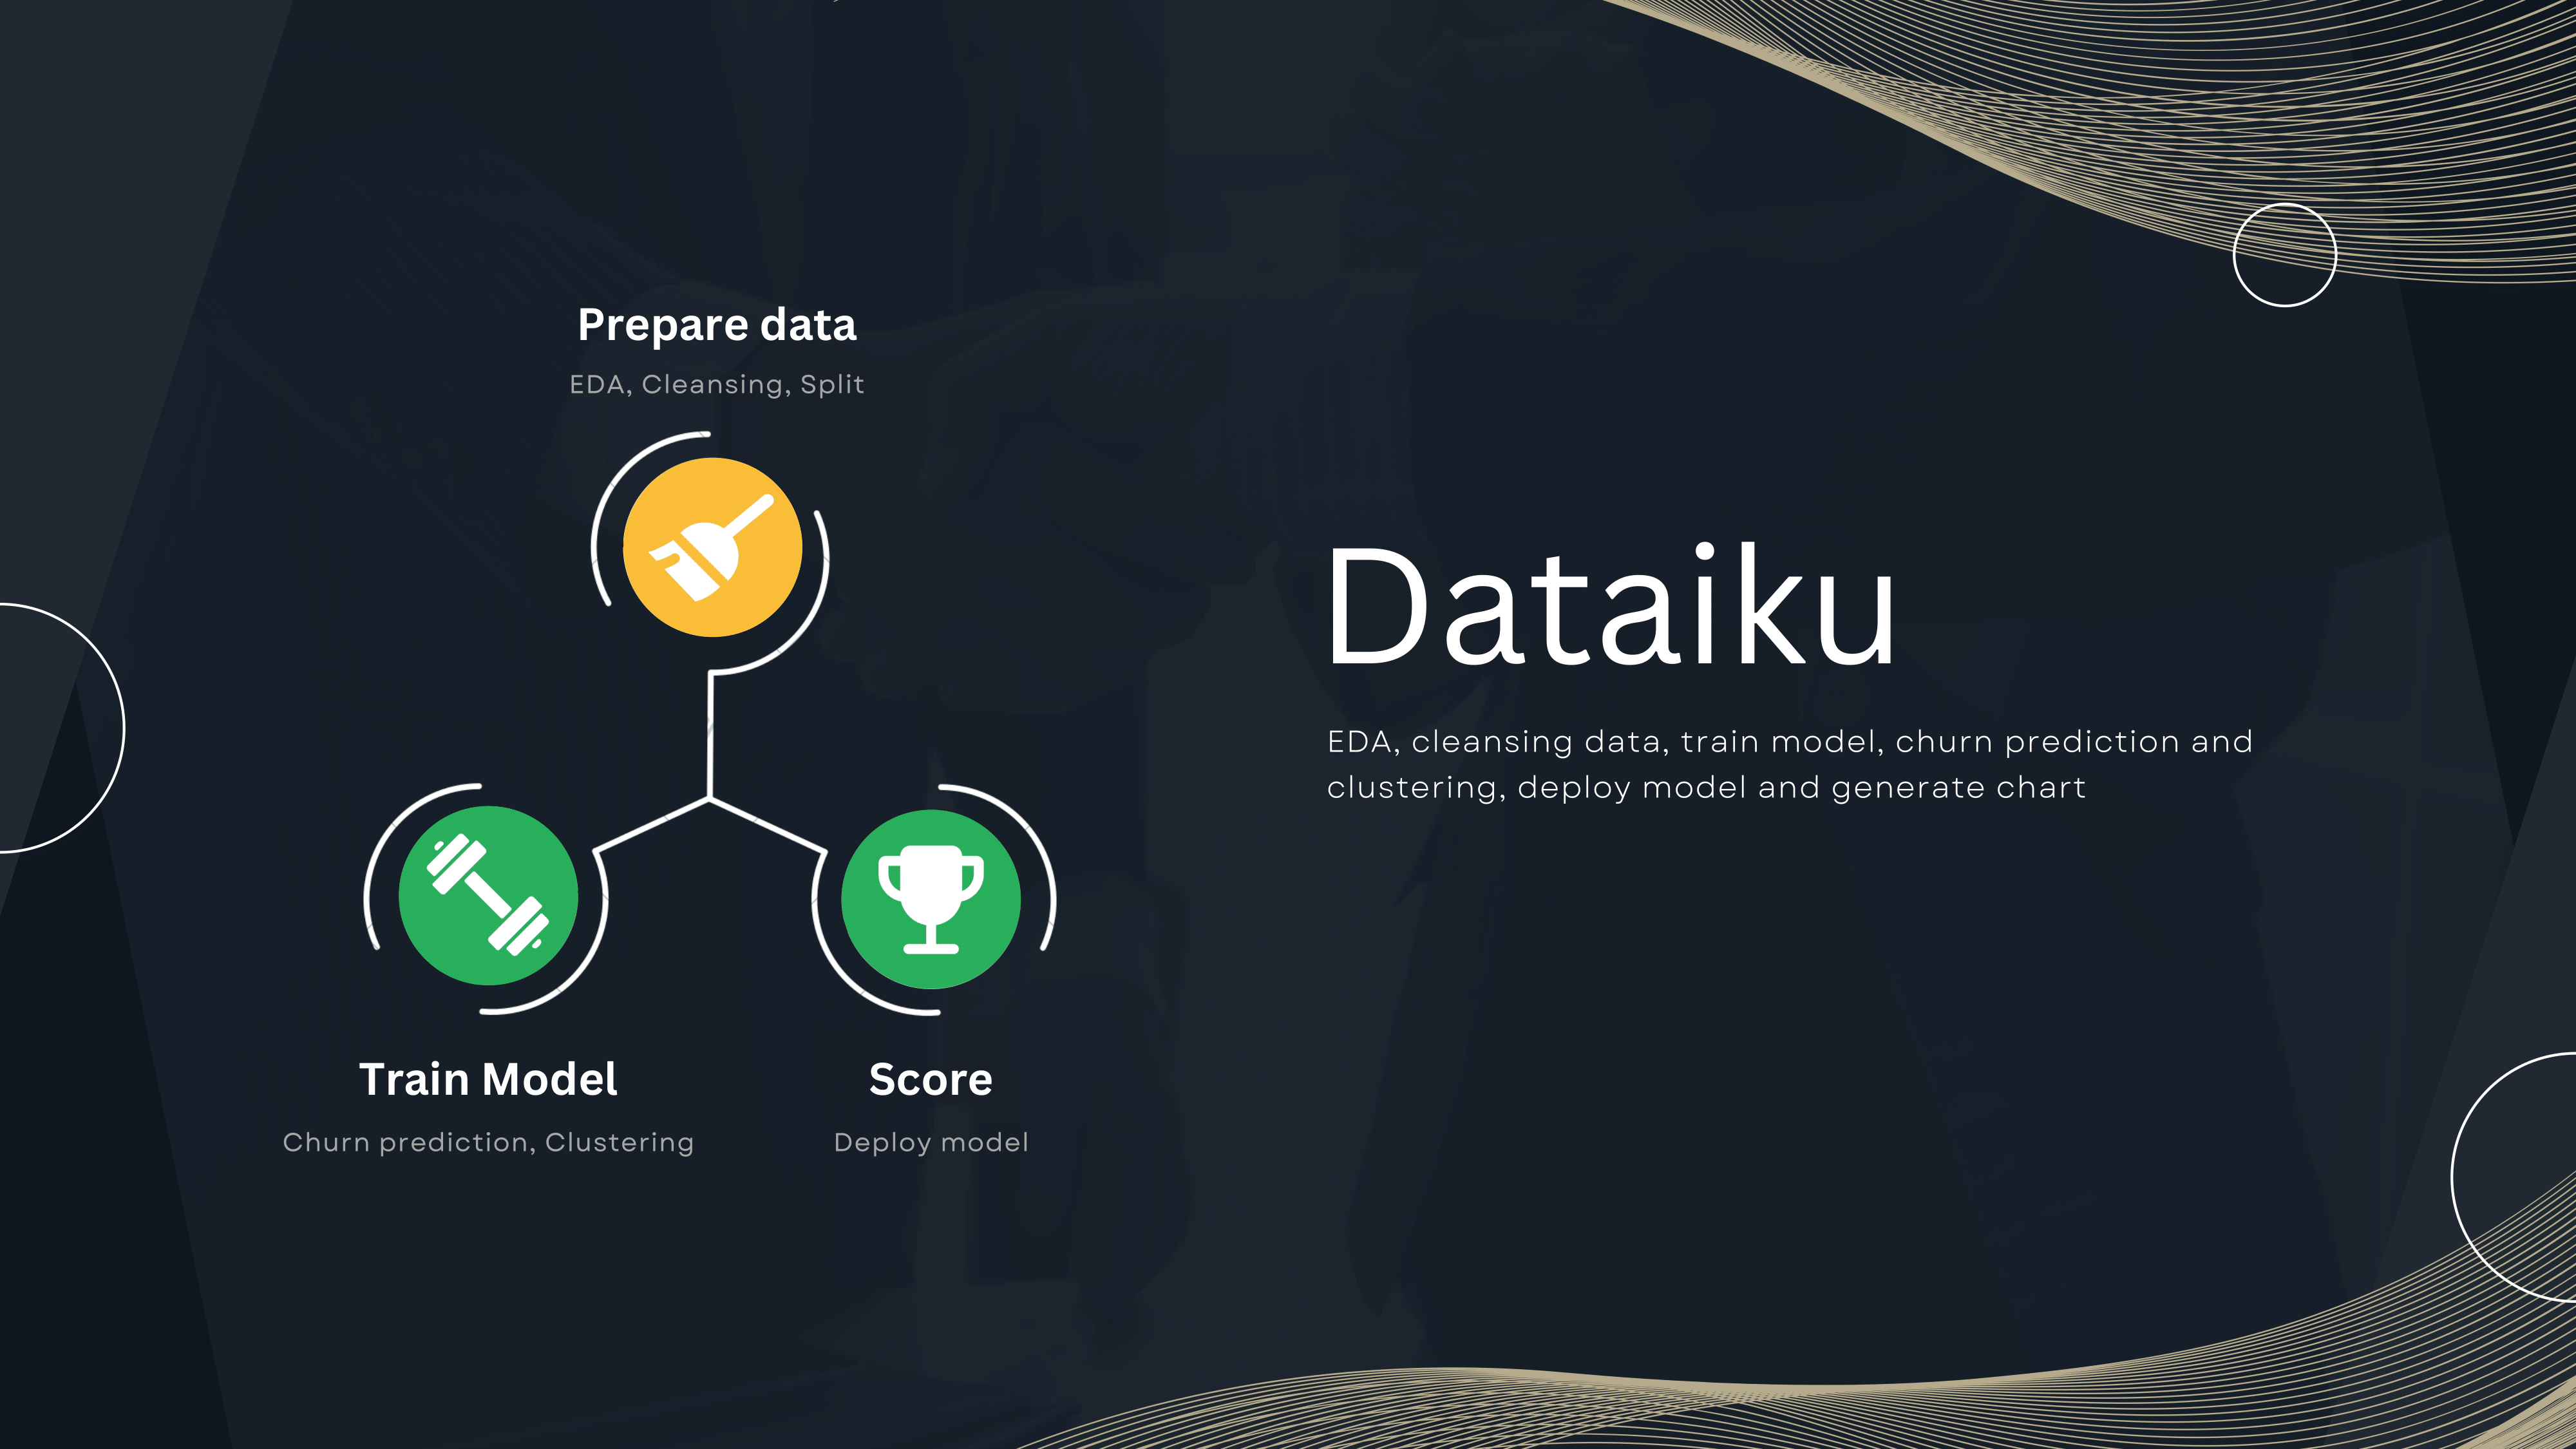 Prepare data
EDA, Cleansing, Split
Train Model
Churn prediction, Clustering
Score
Deploy model
Dataiku
EDA, cleansing data, train model, churn prediction and
clustering, deploy model and generate chart